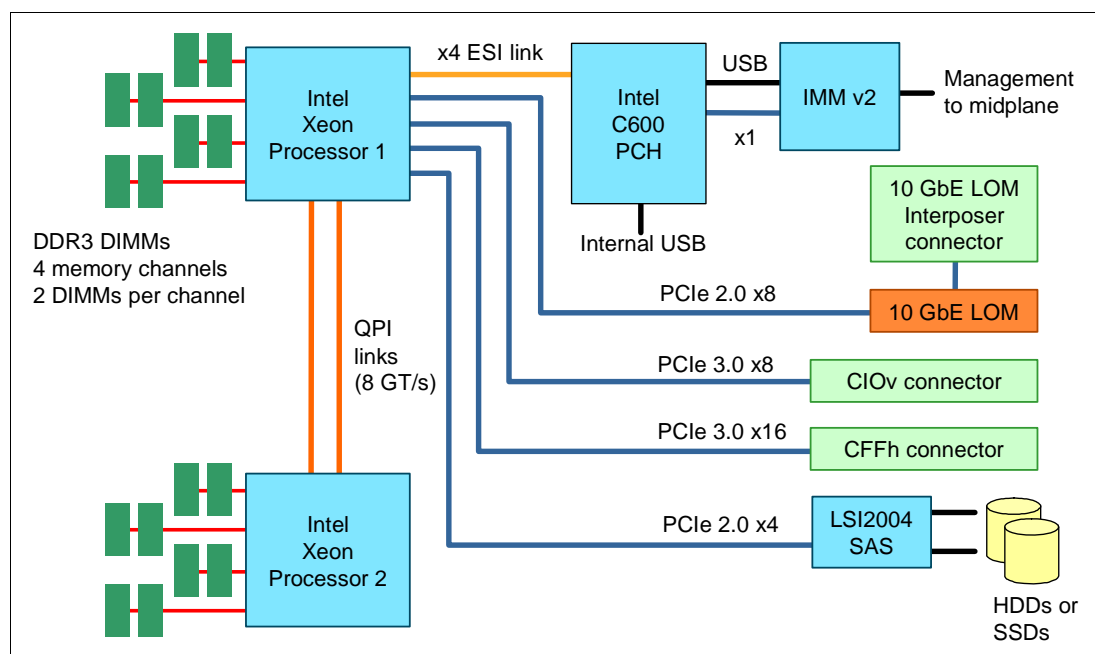 x4 ESI link
Intel
Xeon
Processor 1
Intel
C600
PCH
USB
x1
IMM v2
Management
to midplane
Internal USB
10 GbE LOM
Interposer
connector
DDR3 DIMMs
4 memory channels
2 DIMMs per channel
PCIe 2.0 x8
10 GbE LOM
QPI
links
(8 GT/s)
PCIe 3.0 x8
CIOv connector
PCIe 3.0 x16
CFFh connector
Intel
Xeon
Processor 2
PCIe 2.0 x4
LSI2004
SAS
HDDs or
SSDs